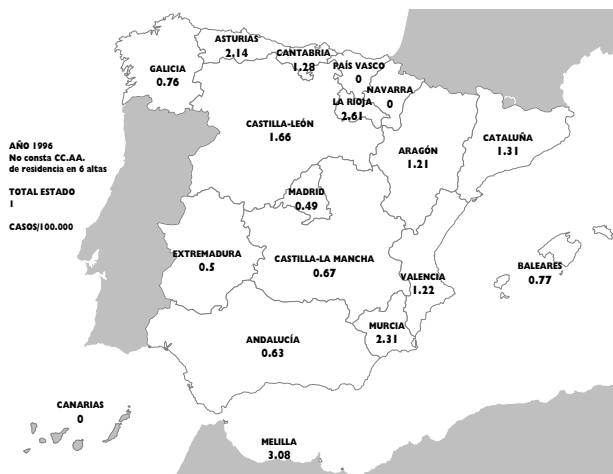 ASTURIAS
2.14
CANTABRIA
1.28
PAÍS VASCO
0
GALICIA
0.76
NAVARRA
0
LA RIOJA
2.61
CASTILLA-LEÓN
1.66
CATALUÑA
1.31
ARAGÓN
1.21
AÑO 1996
No consta CC.AA.
de residencia en 6 altas
TOTAL ESTADO
1
CASOS/100.000
MADRID
0.49
EXTREMADURA
0.5
CASTILLA-LA MANCHA
0.67
VALENCIA
1.22
BALEARES
0.77
MURCIA
2.31
ANDALUCÍA
0.63
CANARIAS
0
MELILLA
3.08